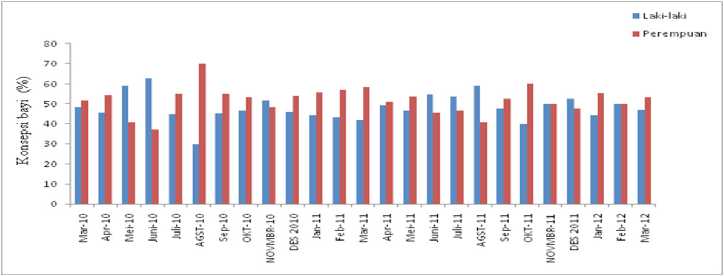 Laki-laki
Perempuan
Konsepsi bayi (%)
80
70
60
50
40
30
20
10
0
Mar-10
Apr-10
Mei-10
Juni-10
Juli-10
AGST-10
Sep-10
OKT-10
NOVMBR-10
DES 2010
Jan-11
Feb-11
Mar-11
Apr-11
Mei-11
Juni-11
Juli-11
AGST-11
Sep-11
OKT-11
NOVMBR-11
DES 2011
Jan-12
Feb-12
Mar-12